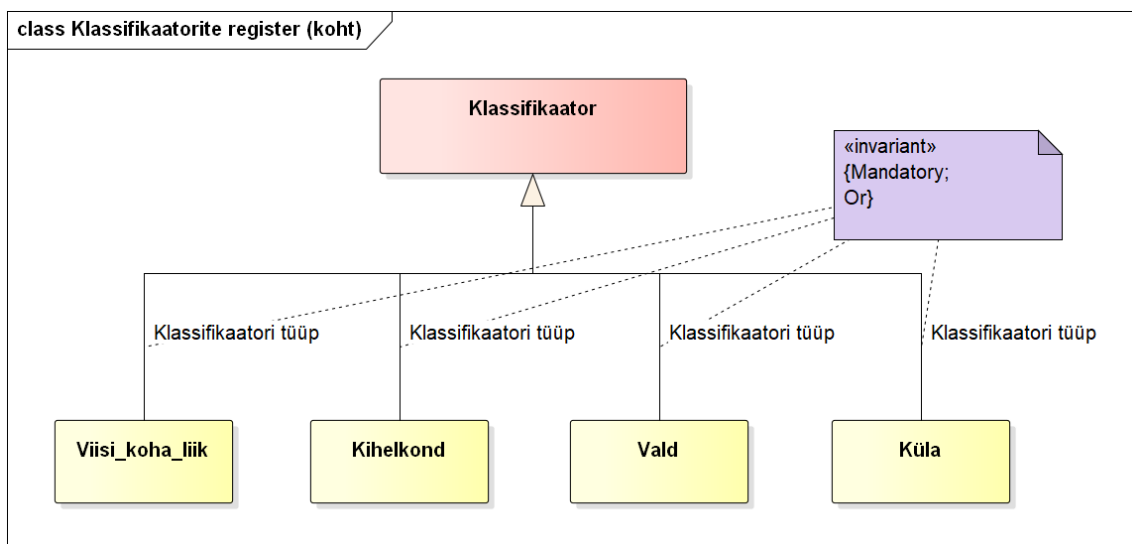 class Klassifikaatorite register (koht)
Klassifikaator
«invariant»
{Mandatory;
Or}
Klassifikaatori tüüp
Klassifikaatori tüüp
Klassifikaatori tüüp
Klassifikaatori tüüp
Viisi_koha_liik
Kihelkond
Vald
Küla